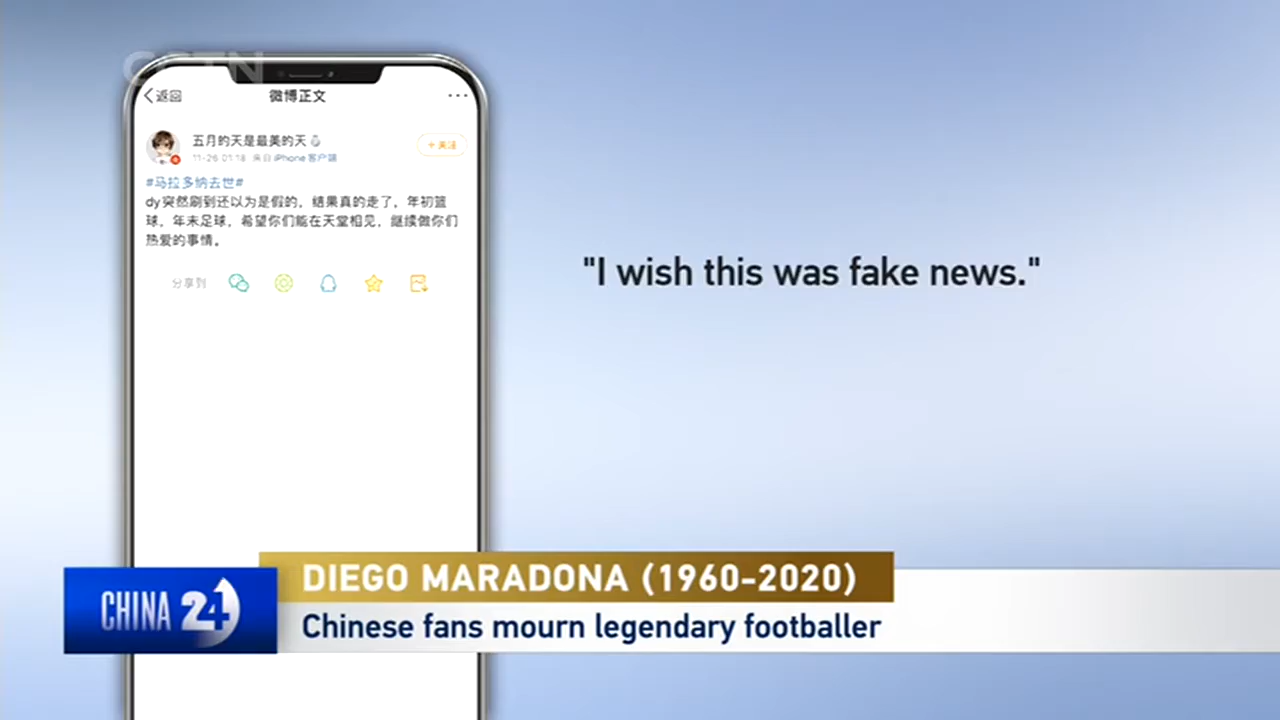 CGTN
返回
微博正文
五月的天是最美的天
11-26 01:18 来自 iPhone客户端
+关注
#马拉多纳去世#
dy突然刷到还以为是假的，结果真的走了，年初篮
球，年末足球，希望你们能在天堂相见，继续做你们
热爱的事情。
分享到
"I wish this was fake news."
DIEGO MARADONA (1960-2020)
CHINA 24
Chinese fans mourn legendary footballer